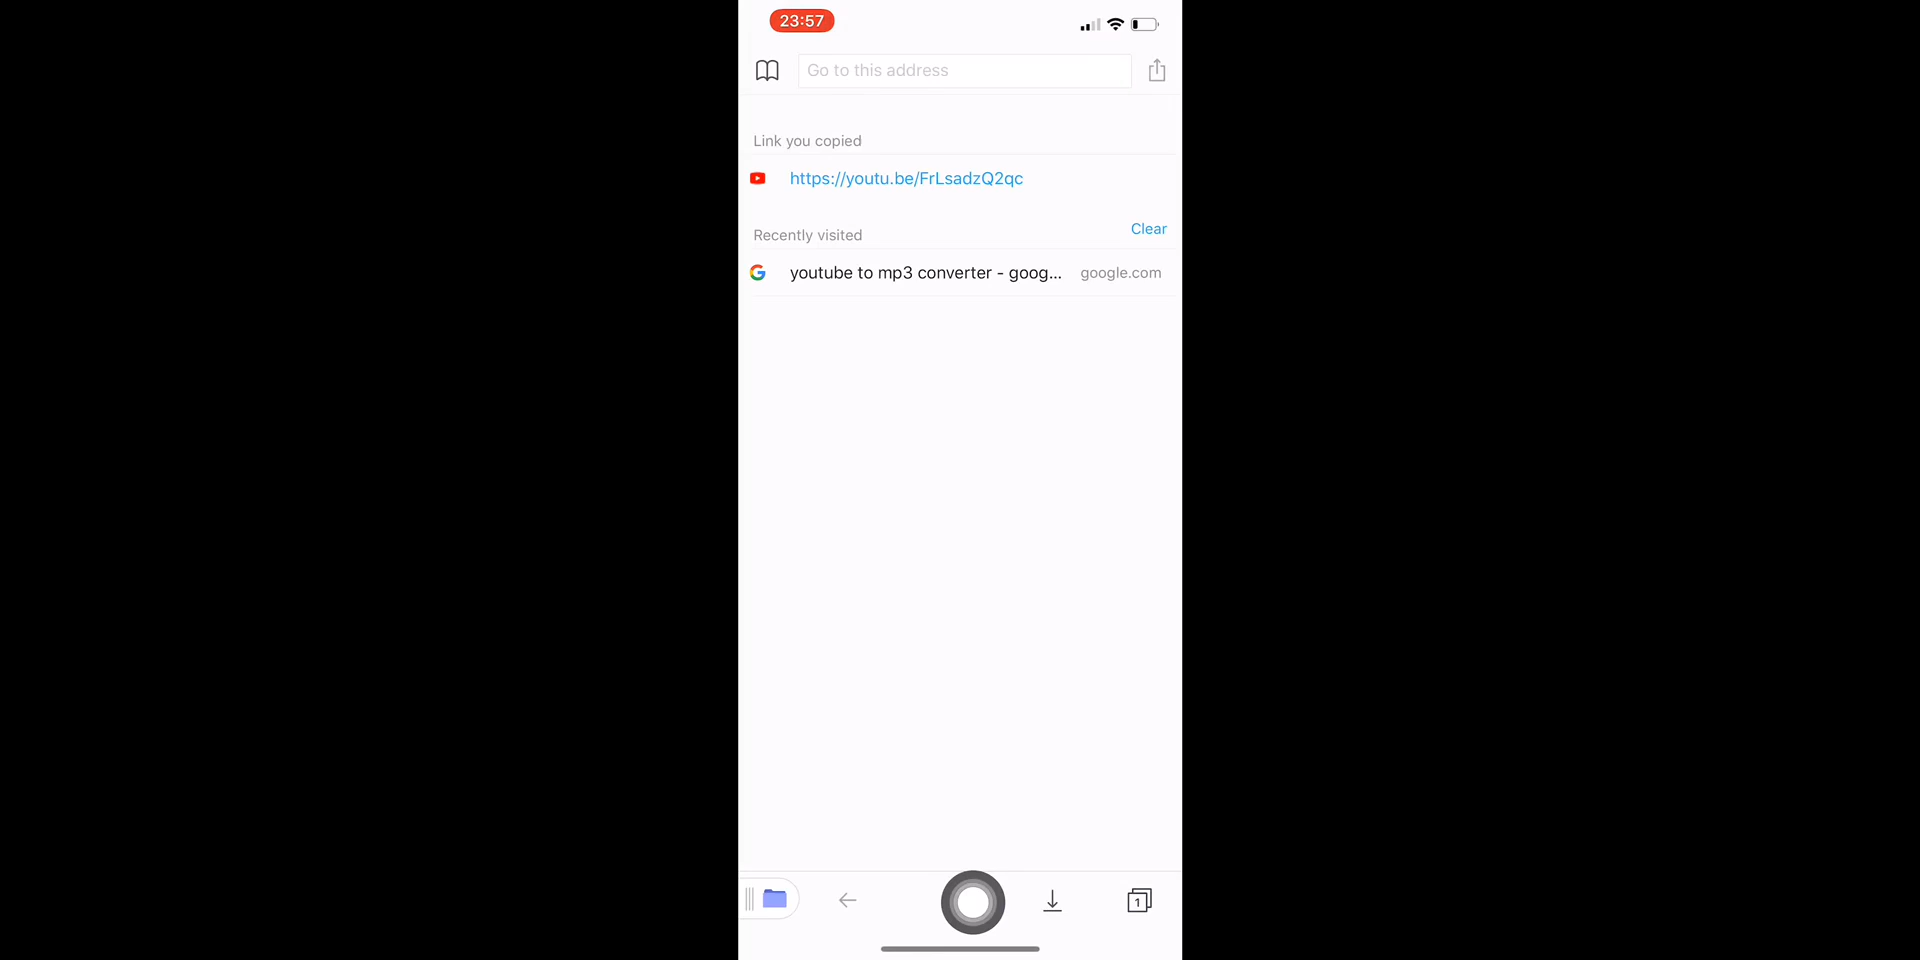 23:57
Go to this address
Link you copied
https://youtu.be/FrLsadzQ2qc
Clear
Recently visited
youtube to mp3 converter - goog... google.com
1